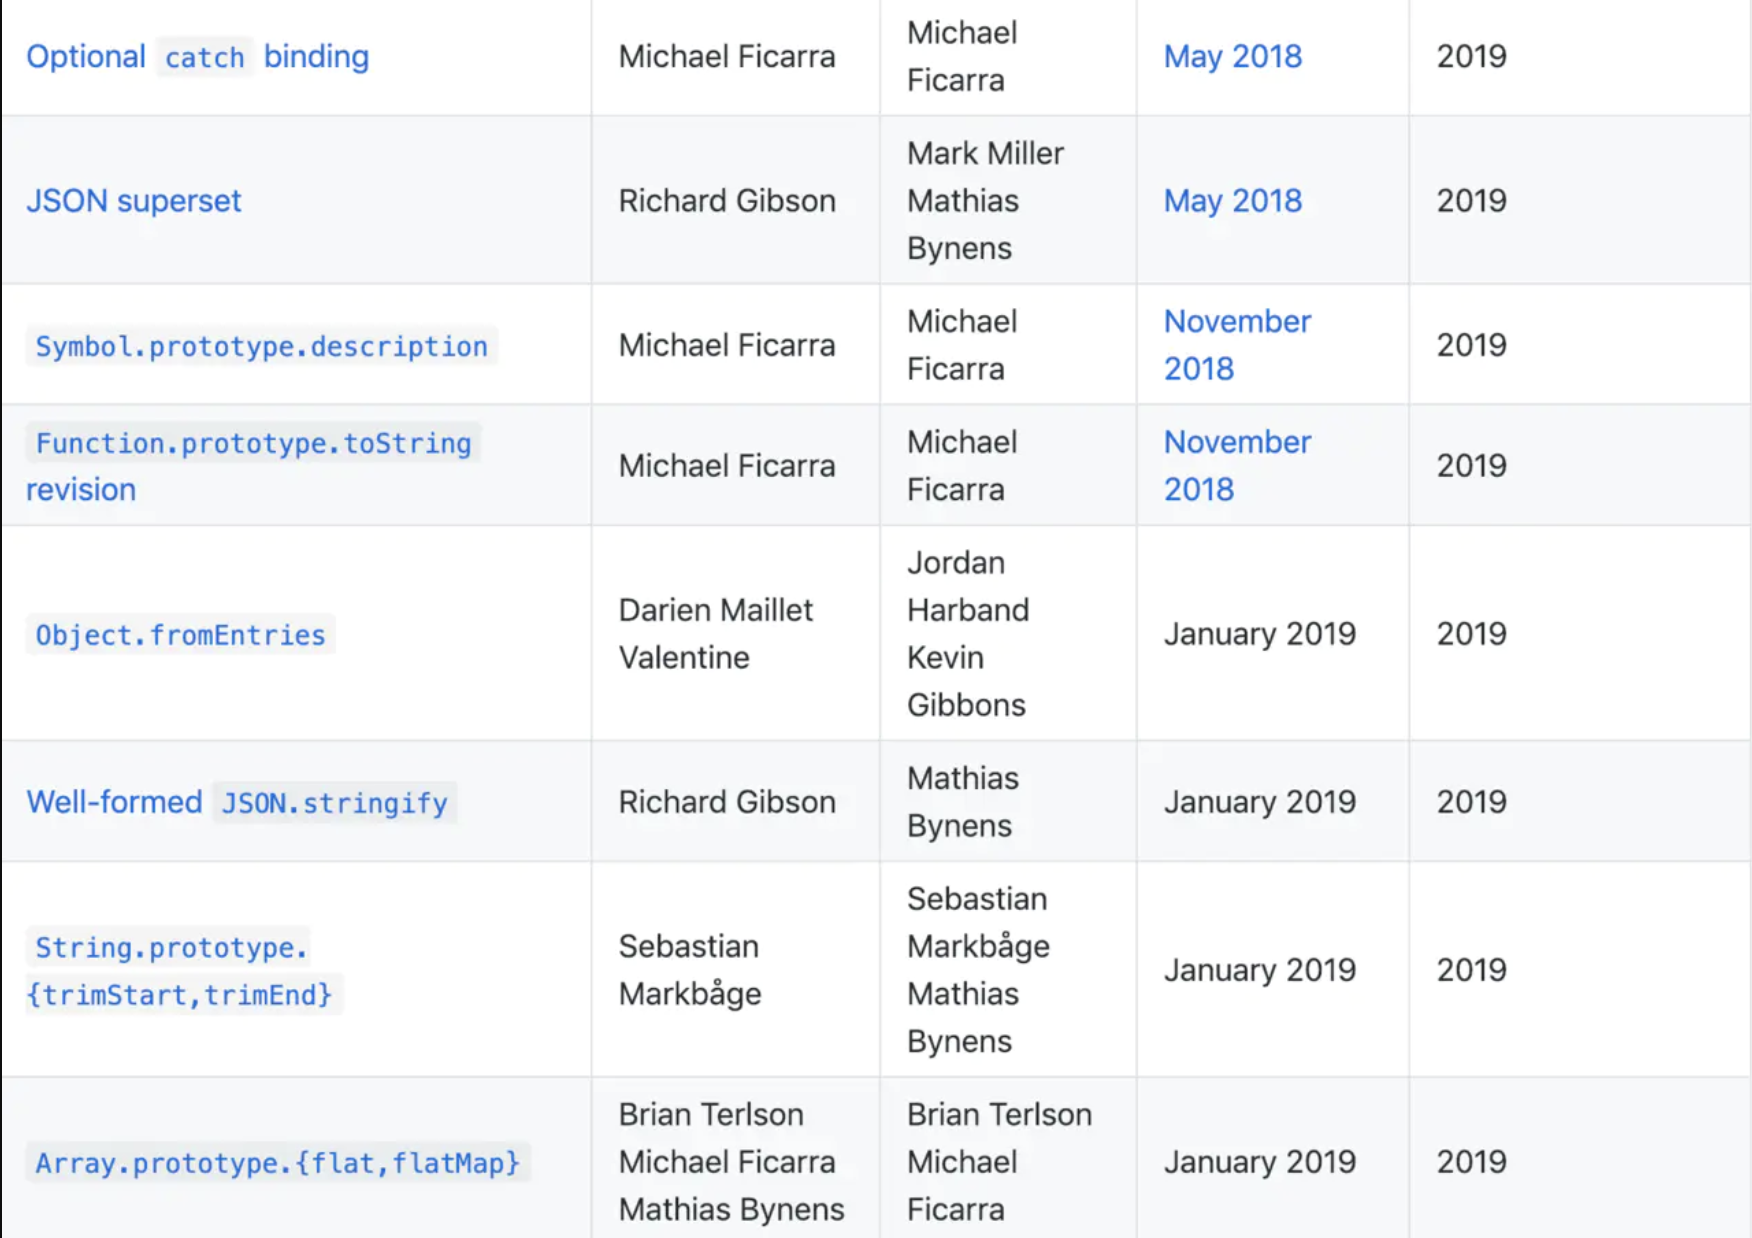 Optional catch binding
Michael Ficarra
Michael
Ficarra
May 2018
2019
JSON superset
Richard Gibson
Mark Miller
Mathias
Bynens
May 2018
2019
Symbol.prototype.description
Michael Ficarra
Michael
Ficarra
November
2018
2019
Function.prototype.toString
revision
Michael Ficarra
Michael
Ficarra
November
2018
2019
Object.fromEntries
Darien Maillet
Valentine
Jordan
Harband
Kevin
Gibbons
January 2019
2019
Well-formed JSON.stringify
Richard Gibson
Mathias
Bynens
January 2019
2019
String.prototype.
{trimStart,trimEnd}
Sebastian
Markbåge
Sebastian
Markbåge
Mathias
Bynens
January 2019
2019
Array.prototype.{flat,flatMap}
Brian Terlson
Michael Ficarra
Mathias Bynens
Brian Terlson
Michael
Ficarra
January 2019
2019